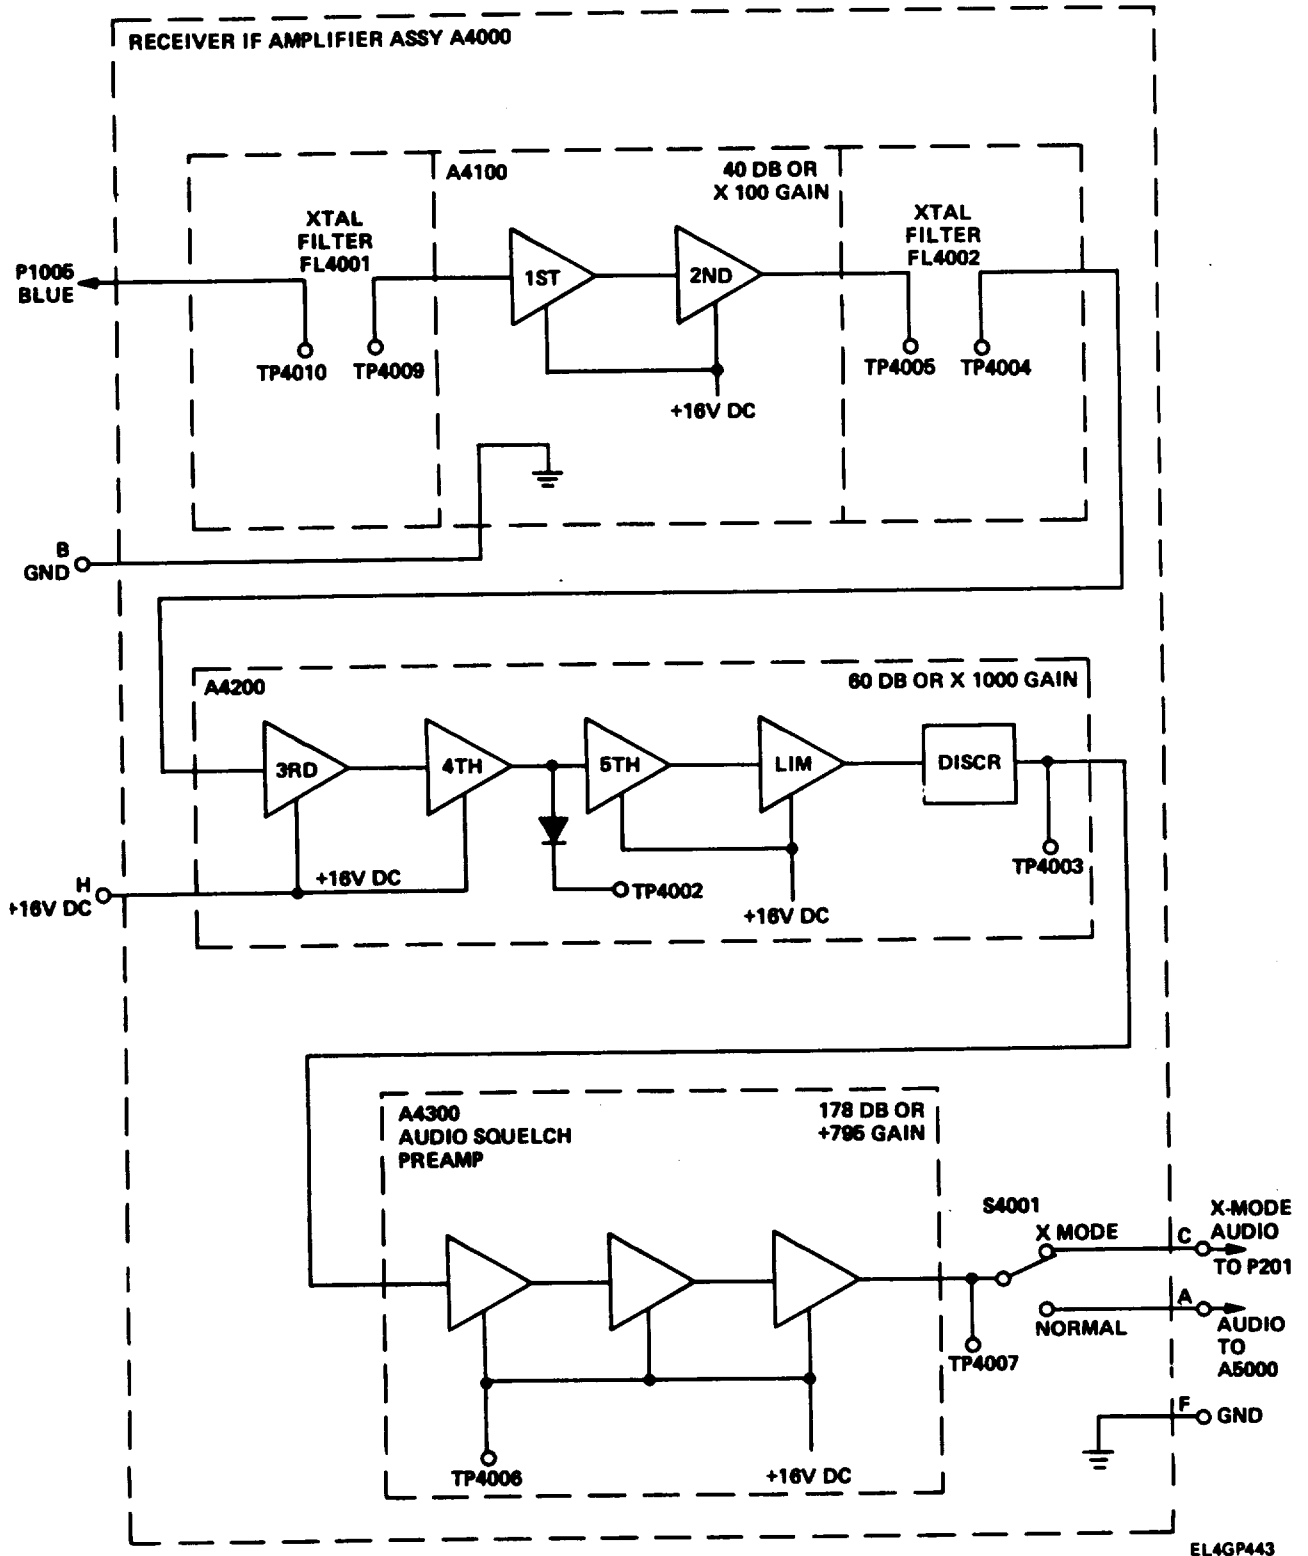 RECEIVER IF AMPLIFIER ASSY A4000
A4100
40 DB OR
X 100 GAIN
XTAL
FILTER
FL4001
XTAL
FILTER
FL4002
P1005
BLUE
1ST
2ND
TP4010
TP4009
TP4005
TP4004
+16V DC
B
GND
A4200
60 DB OR X 1000 GAIN
3RD
4TH
5TH
LIM
DISCR
TP4003
H
+16V DC
+16V DC
TP4002
+16V DC
A4300
AUDIO SQUELCH
PREAMP
178 DB OR
+795 GAIN
S4001
X MODE
C
X-MODE
AUDIO
TO P201
NORMAL
A
AUDIO
TO
A5000
TP4007
F
GND
TP4006
+16V DC
EL4GP443